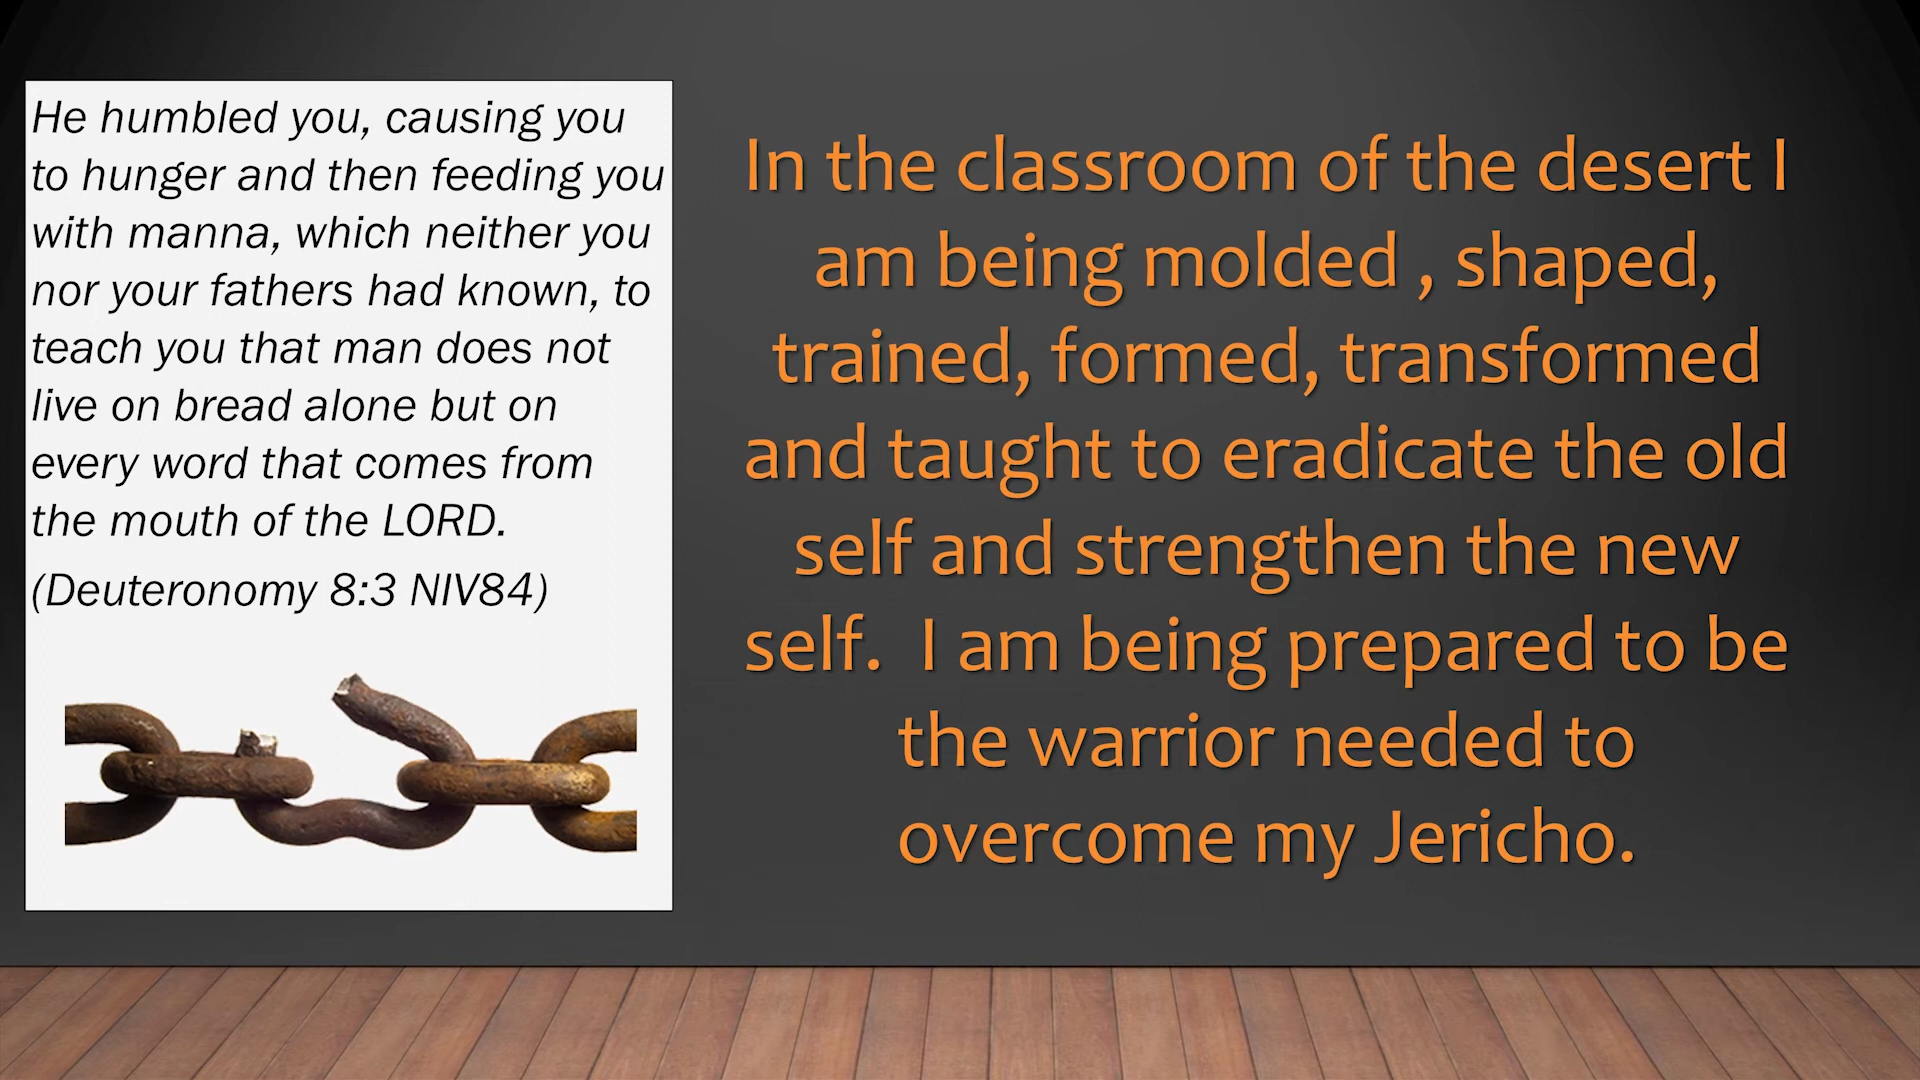 He humbled you, causing you
to hunger and then feeding you
with manna, which neither you
nor your fathers had known, to
teach you that man does not
live on bread alone but on
every word that comes from
the mouth of the LORD.
(Deuteronomy 8:3 NIV84)
In the classroom of the desert I
am being molded , shaped,
trained, formed, transformed
and taught to eradicate the old
self and strengthen the new
self.  I am being prepared to be
the warrior needed to
overcome my Jericho.